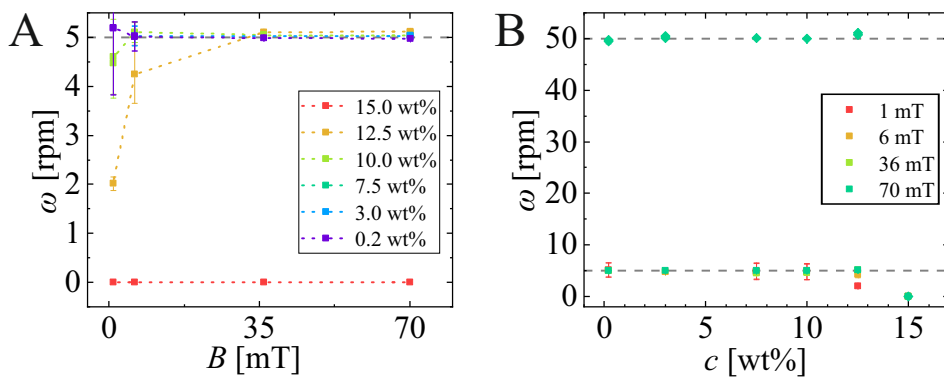 A
ω [rpm]
5
4
3
2
1
0
15.0 wt%
12.5 wt%
10.0 wt%
7.5 wt%
3.0 wt%
0.2 wt%
0
35
70
B [mT]
B
ω [rpm]
50
40
30
20
10
0
1 mT
6 mT
36 mT
70 mT
0
5
10
15
c [wt%]